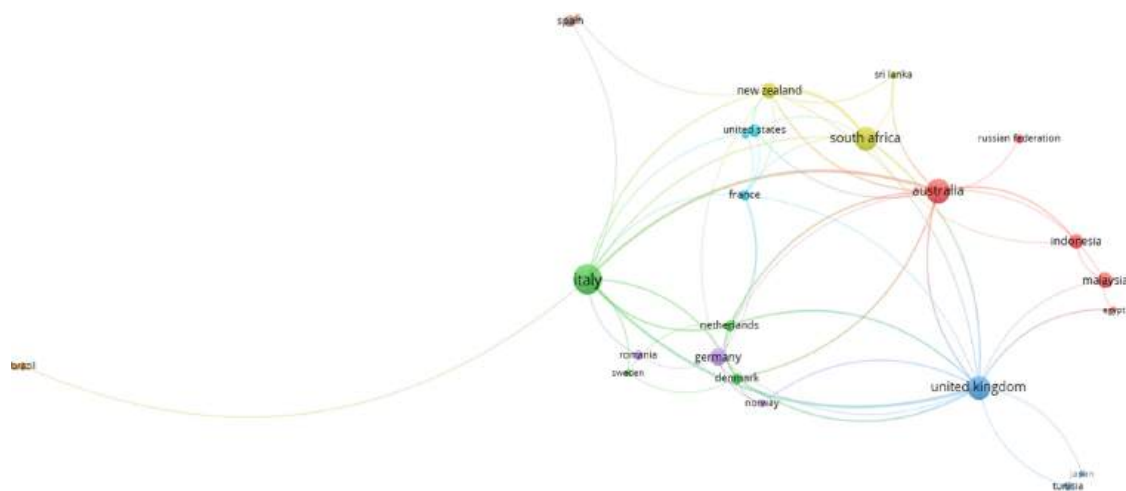 spain
sri lanka
new zealand
united states
south africa
russian federation
france
australia
indonesia
italy
malaysia
egypt
netherlands
romania
germany
brazil
sweden
denmark
united kingdom
norway
japan
tunisia